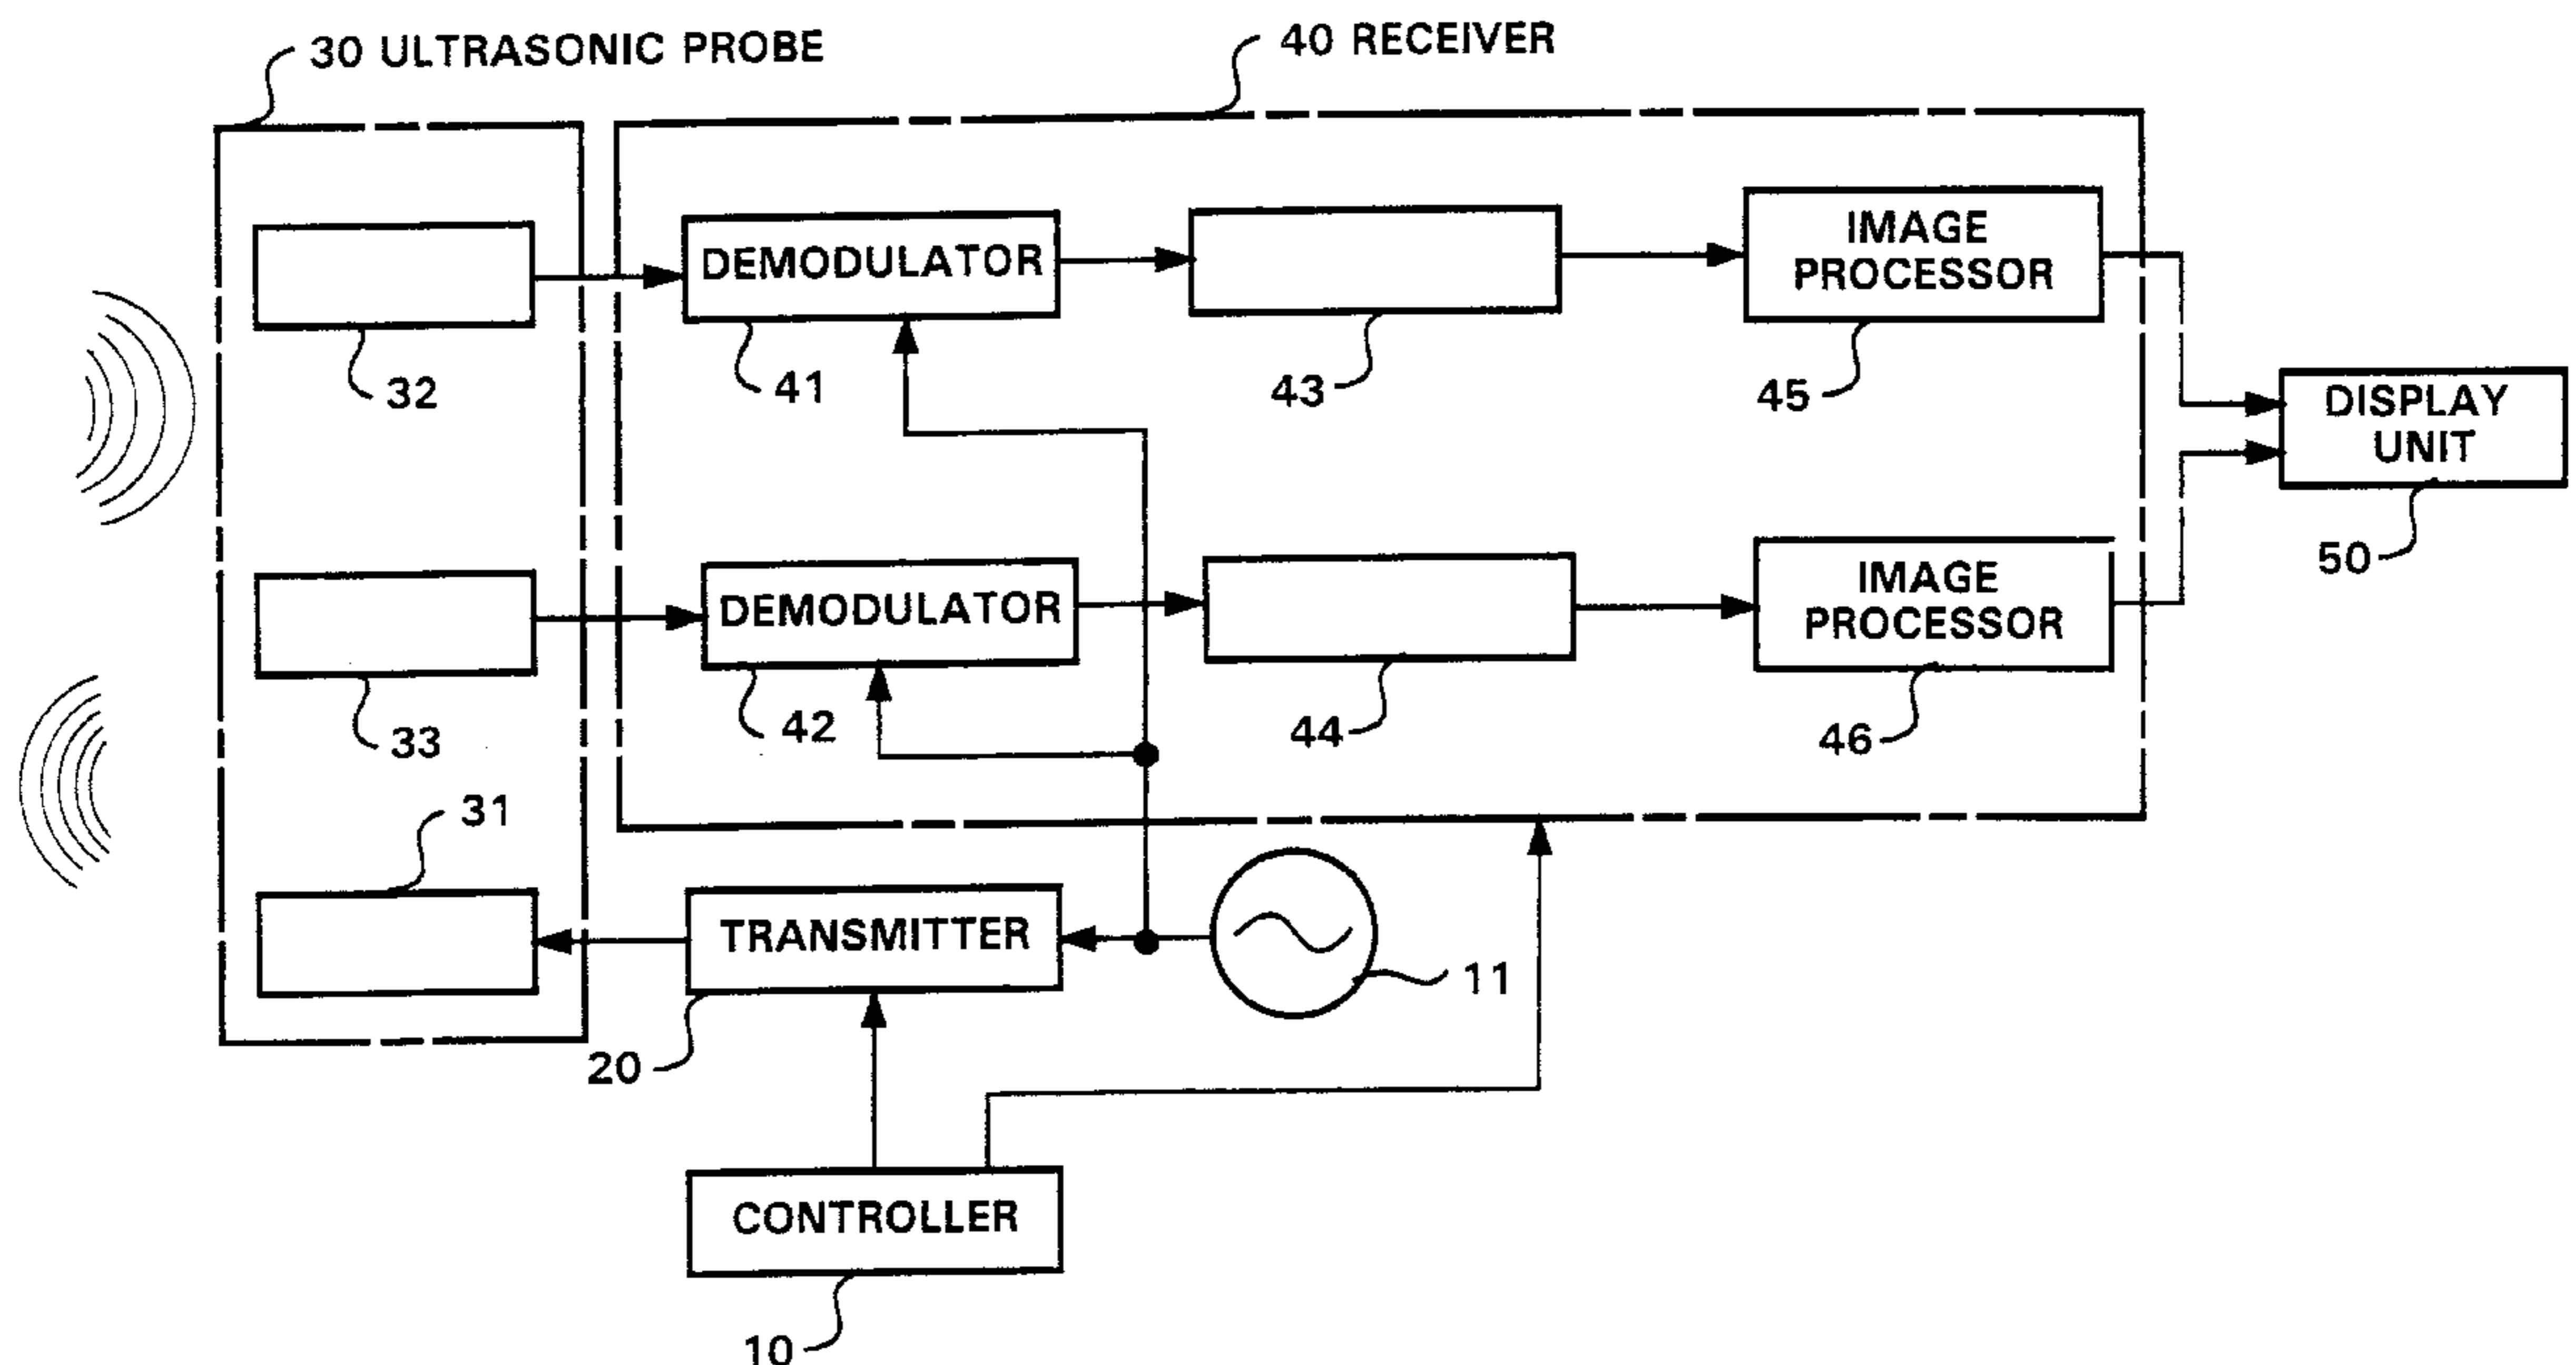 30 ULTRASONIC PROBE
40 RECEIVER
DEMODULATOR
IMAGE
PROCESSOR
32
41
43
45
DISPLAY
UNIT
50
DEMODULATOR
IMAGE
PROCESSOR
33
42
44
46
31
TRANSMITTER
11
20
CONTROLLER
10